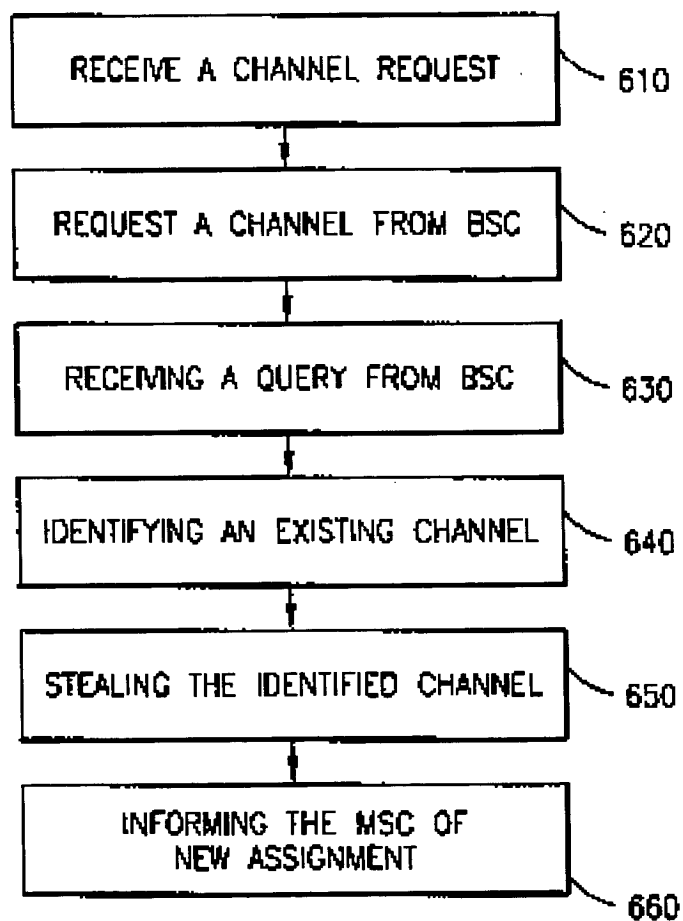 RECEIVE A CHANNEL REQUEST
610
REQUEST A CHANNEL FROM BSC
620
RECEIVING A QUERY FROM BSC
630
IDENTIFYING AN EXISTING CHANNEL
640
STEALING THE IDENTIFIED CHANNEL
650
INFORMING THE MSC OF
NEW ASSIGNMENT
660